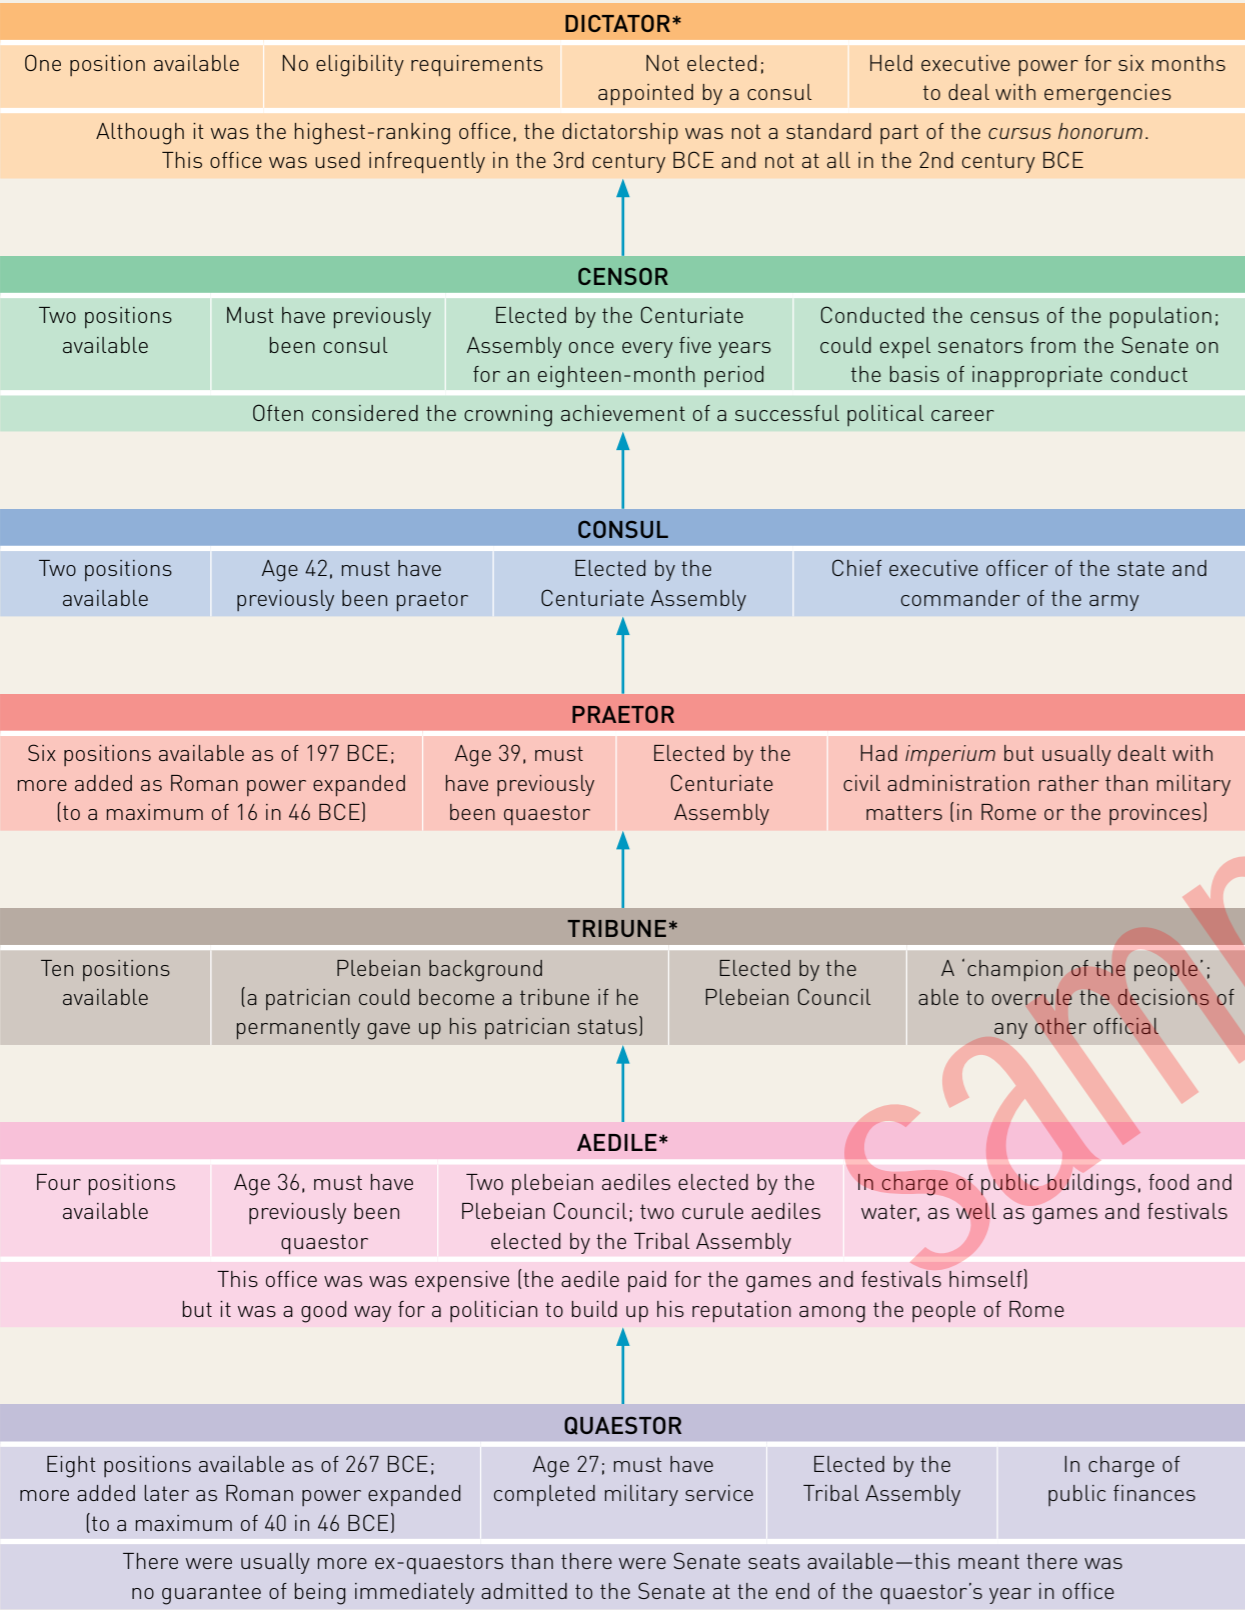 DICTATOR*
One position available
No eligibility requirements
Not elected;
appointed by a consul
Held executive power for six months
to deal with emergencies
Although it was the highest-ranking office, the dictatorship was not a standard part of the cursus honorum.
This office was used infrequently in the 3rd century BCE and not at all in the 2nd century BCE
CENSOR
Two positions
available
Must have previously
been consul
Elected by the Centuriate
Assembly once every five years
for an eighteen-month period
Conducted the census of the population;
could expel senators from the Senate on
the basis of inappropriate conduct
Often considered the crowning achievement of a successful political career
CONSUL
Two positions
available
Age 42, must have
previously been praetor
Elected by the
Centuriate Assembly
Chief executive officer of the state and
commander of the army
PRAETOR
Six positions available as of 197 BCE;
more added as Roman power expanded
(to a maximum of 16 in 46 BCE)
Age 39, must
have previously
been quaestor
Elected by the
Centuriate
Assembly
Had imperium but usually dealt with
civil administration rather than military
matters (in Rome or the provinces)
TRIBUNE*
Ten positions
available
Plebeian background
(a patrician could become a tribune if he
permanently gave up his patrician status)
Elected by the
Plebeian Council
A ‘champion of the people’;
able to overrule the decisions of
any other official
AEDILE*
Four positions
available
Age 36, must have
previously been
quaestor
Two plebeian aediles elected by the
Plebeian Council; two curule aediles
elected by the Tribal Assembly
In charge of public buildings, food and
water, as well as games and festivals
This office was was expensive (the aedile paid for the games and festivals himself)
but it was a good way for a politician to build up his reputation among the people of Rome
QUAESTOR
Eight positions available as of 267 BCE;
more added later as Roman power expanded
(to a maximum of 40 in 46 BCE)
Age 27; must have
completed military service
Elected by the
Tribal Assembly
In charge of
public finances
There were usually more ex-quaestors than there were Senate seats available—this meant there was
no guarantee of being immediately admitted to the Senate at the end of the quaestor’s year in office